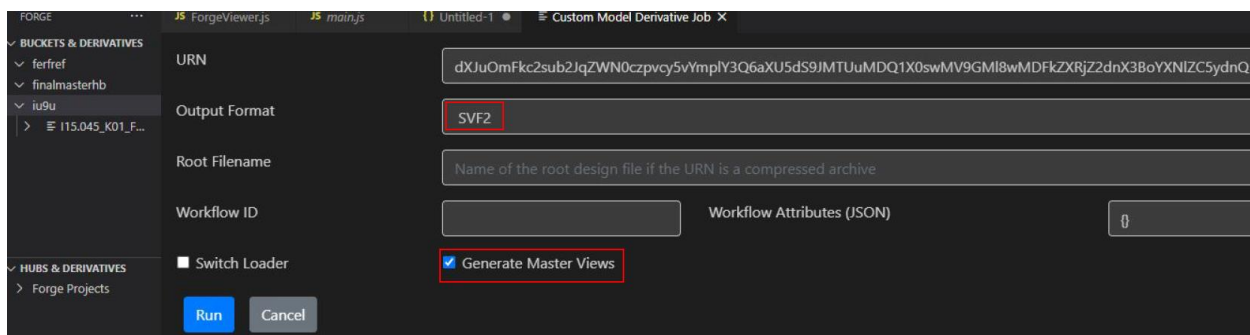 FORGE ...
JS ForgeViewer.js JS main.js {} Untitled-1 ● Custom Model Derivative Job X
BUCKETS & DERIVATIVES
ferfref
finalmasterhb
iu9u
I15.045_K01_F...
URN
Output Format
SVF2
Root Filename
Name of the root design file if the URN is a compressed archive
Workflow ID
Workflow Attributes (JSON) {}
HUBS & DERIVATIVES
Forge Projects
Switch Loader Generate Master Views
Run Cancel